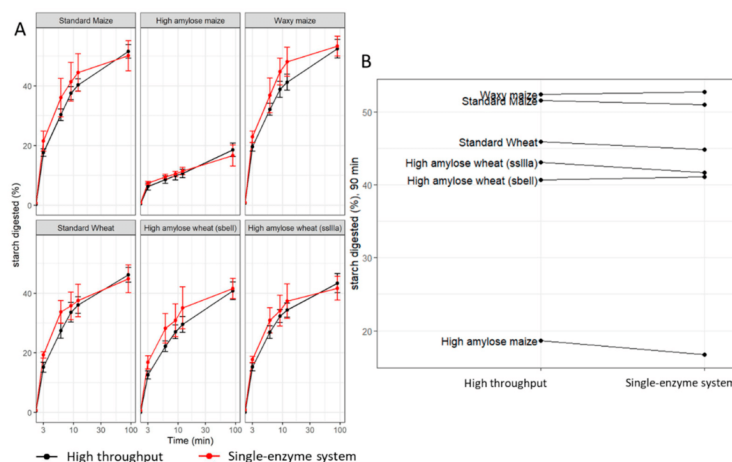 A
Standard Maize
High amylose maize
Waxy maize
40
20
0
Standard Wheat
High amylose wheat (sbeII)
High amylose wheat (ssIIIa)
40
20
0
starch digested (%)
3
10
30
100
3
10
30
100
3
10
30
100
Time (min)
High throughput
Single-enzyme system
B
starch digested (%), 90 min
50
40
30
20
Waxy maize
Standard Maize
Standard Wheat
High amylose wheat (ssIIIa)
High amylose wheat (sbeII)
High amylose maize
High throughput
Single-enzyme system